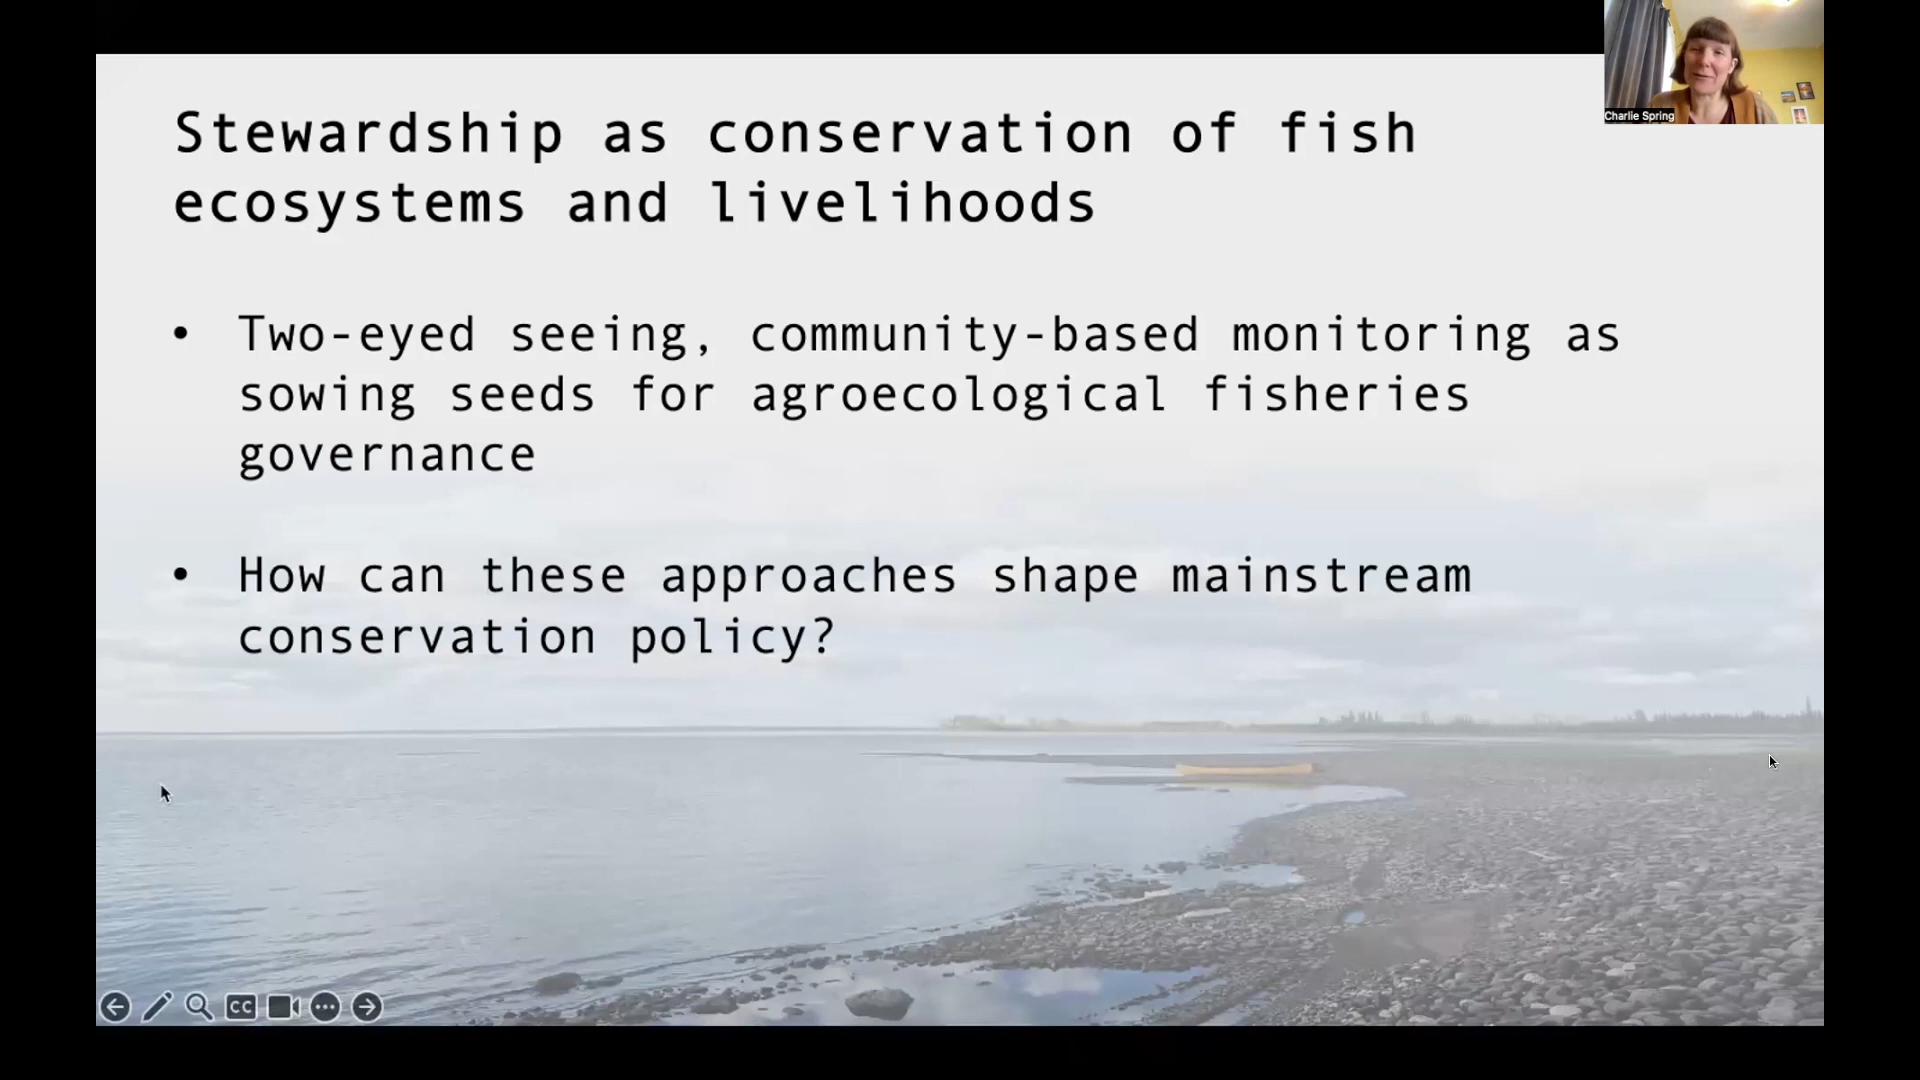 Charlie Spring
Stewardship as conservation of fish
ecosystems and livelihoods
• Two-eyed seeing, community-based monitoring as
sowing seeds for agroecological fisheries
governance
• How can these approaches shape mainstream
conservation policy?
CC